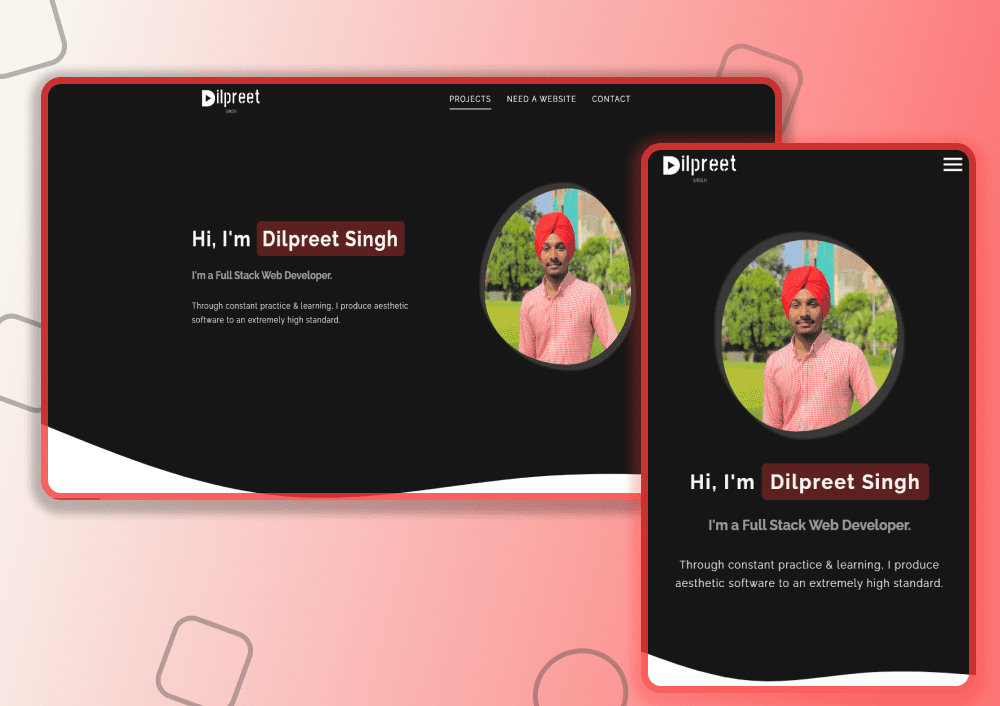 Dilpreet
SINGH
PROJECTS NEED A WEBSITE CONTACT
Hi, I'm Dilpreet Singh
I'm a Full Stack Web Developer.
Through constant practice & learning, I produce aesthetic
software to an extremely high standard.
Dilpreet
SINGH
Hi, I'm Dilpreet Singh
I'm a Full Stack Web Developer.
Through constant practice & learning, I produce
aesthetic software to an extremely high standard.